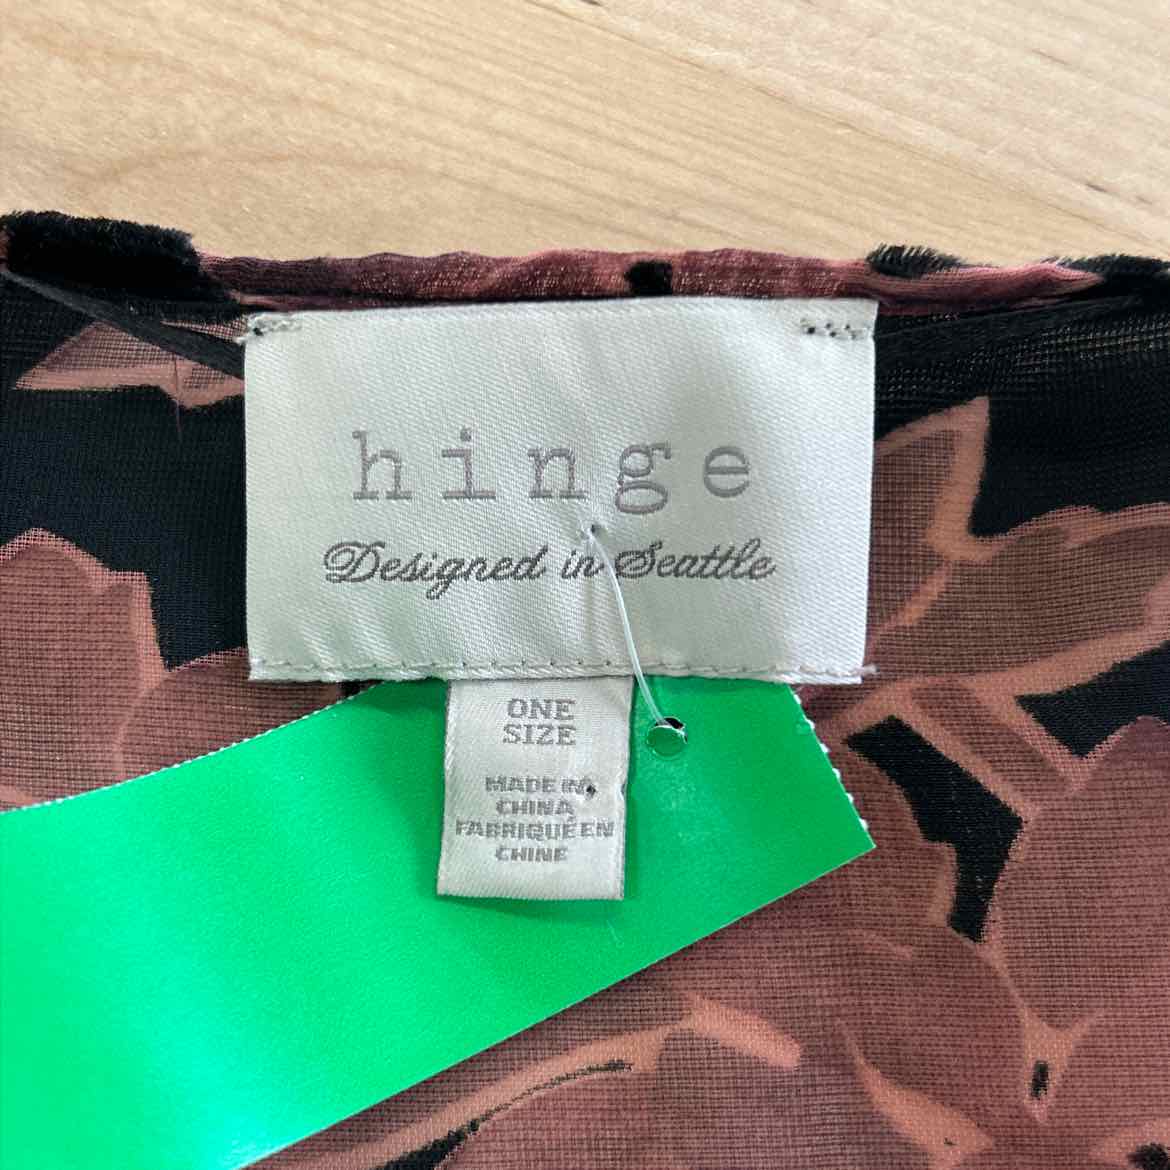 hinge
Designed in Seattle
ONE
SIZE
MADE IN
CHINA
FABRIQUÉ EN
CHINE